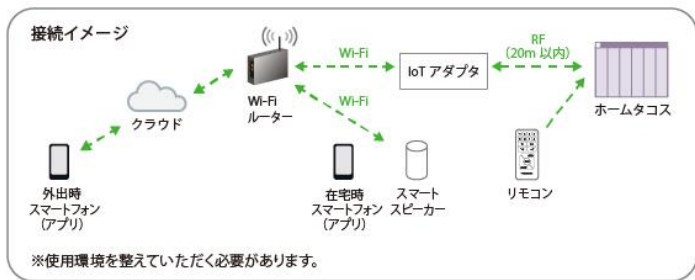 接続イメージ
Wi-Fi
RF
(20m 以内)
IoT アダプタ
Wi-Fi
クラウド
Wi-Fi
ルーター
ホームタコス
外出時
スマートフォン
(アプリ)
在宅時
スマートフォン
(アプリ)
スマート
スピーカー
リモコン
※使用環境を整えていただく必要があります。